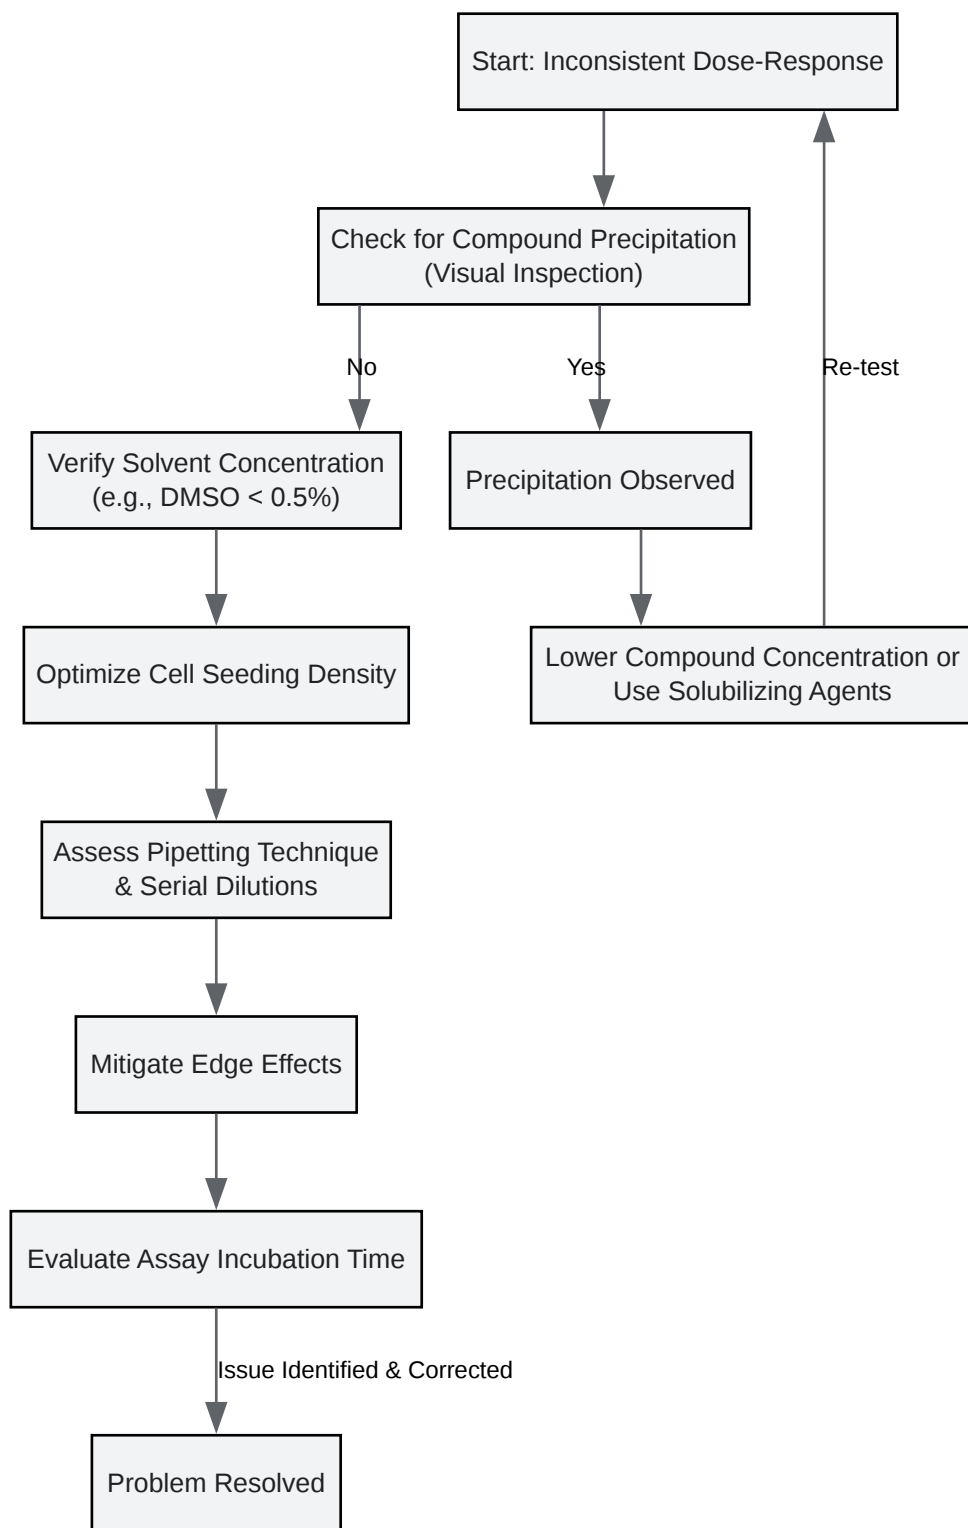 Start: Inconsistent Dose-Response
Check for Compound Precipitation
(Visual Inspection)
No
Yes
Re-test
Verify Solvent Concentration
(e.g., DMSO < 0.5%)
Precipitation Observed
Optimize Cell Seeding Density
Lower Compound Concentration or
Use Solubilizing Agents
Assess Pipetting Technique
& Serial Dilutions
Mitigate Edge Effects
Evaluate Assay Incubation Time
Issue Identified & Corrected
Problem Resolved